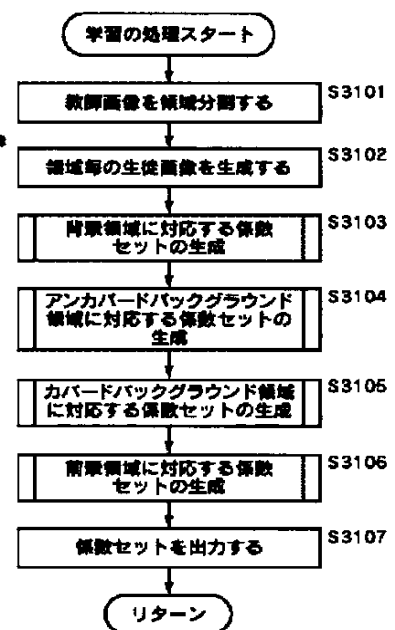 学習の処理スタート
教師画像を領域分割する
S3101
領域毎の生徒画像を生成する
S3102
背景領域に対応する係数
セットの生成
S3103
アンカバードバックグラウンド
領域に対応する係数セットの
生成
S3104
カバードバックグラウンド領域
に対応する係数セットの生成
S3105
前景領域に対応する係数
セットの生成
S3106
係数セットを出力する
S3107
リターン